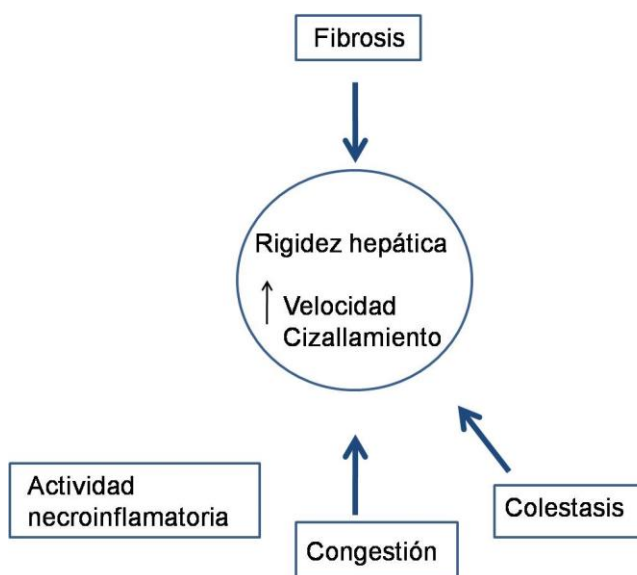 Fibrosis
Rigidez hepática
Velocidad
Cizallamiento
Actividad
necroinflamatoria
Colestasis
Congestión